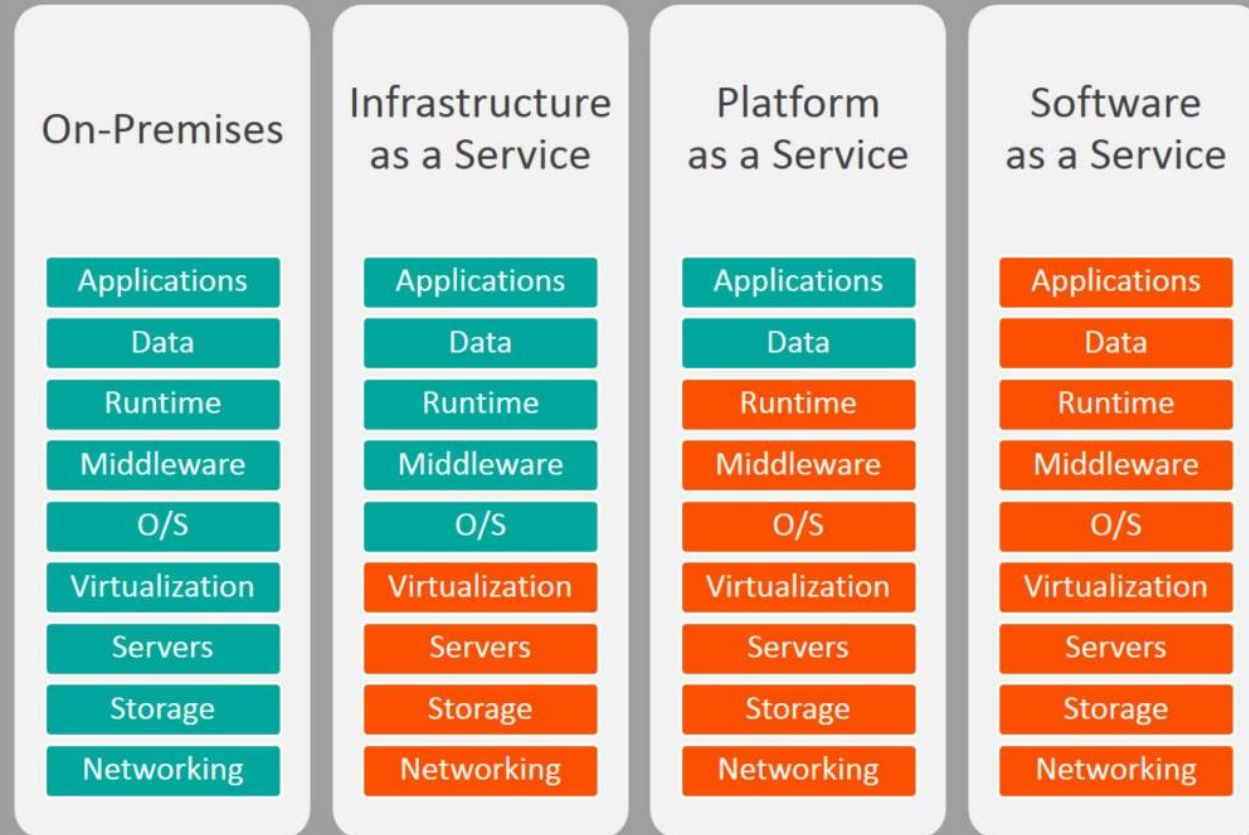 On-Premises
Applications
Data
Runtime
Middleware
O/S
Virtualization
Servers
Storage
Networking
Infrastructure
as a Service
Applications
Data
Runtime
Middleware
O/S
Virtualization
Servers
Storage
Networking
Platform
as a Service
Applications
Data
Runtime
Middleware
O/S
Virtualization
Servers
Storage
Networking
Software
as a Service
Applications
Data
Runtime
Middleware
O/S
Virtualization
Servers
Storage
Networking